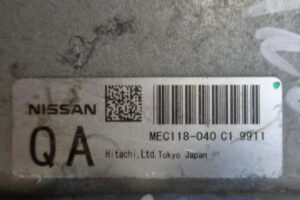 NISSAN
MEC118-040 C1 9911
QA
Hitachi,Ltd.Tokyo Japan